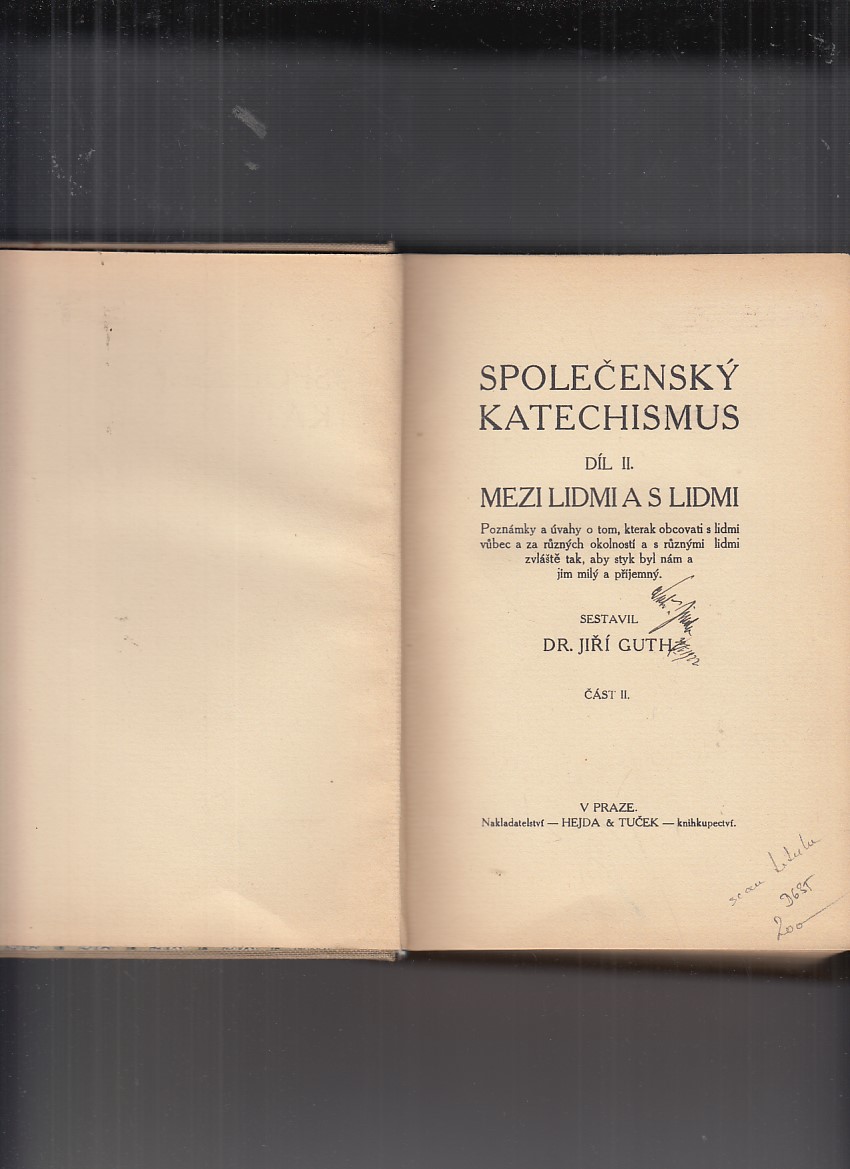 SPOLEČENSKÝ
KATECHISMUS
DÍL II.
MEZI LIDMI A S LIDMI
Poznámky a úvahy o tom, kterak obcovati s lidmi
vůbec a za různých okolností a s různými lidmi
zvláště tak, aby styk byl nám a
jim milý a příjemný.
SESTAVIL
DR. JIŘÍ GUTH
ČÁST II.
V PRAZE.
Nakladatelství — HEJDA & TUČEK — knihkupectví.
scan titulu
200